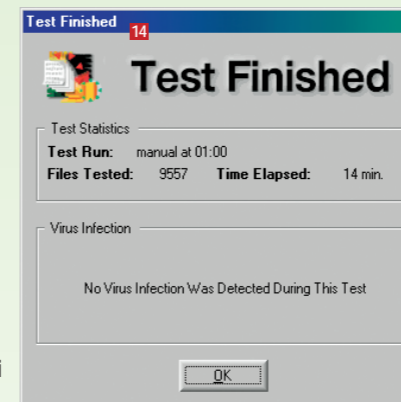 Test Finished
14
Test Finished
Test Statistics
Test Run: manual at 01:00
Files Tested: 9557 Time Elapsed: 14 min.
Virus Infection
No Virus Infection Was Detected During This Test
OK
i